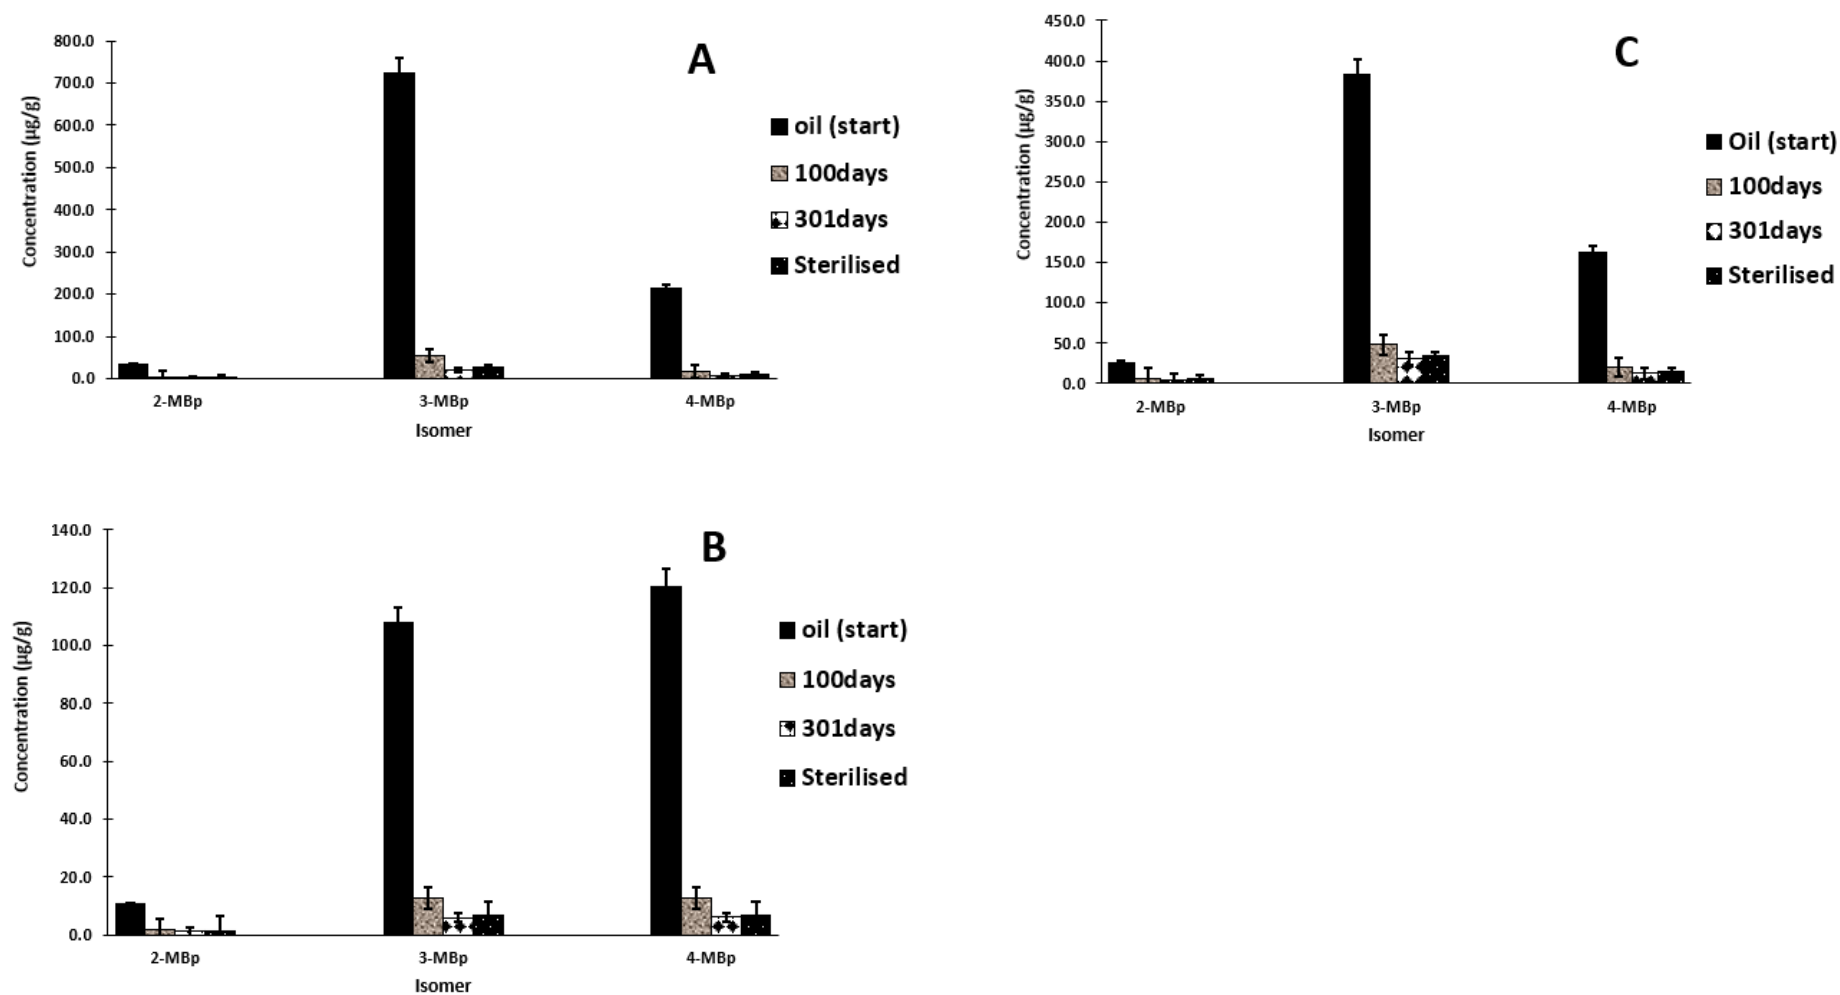 A
800.0
700.0
600.0
500.0
400.0
300.0
200.0
100.0
0.0
Concentration (µg/g)
2-MBp
3-MBp
4-MBp
Isomer
oil (start)
100days
301days
Sterilised
C
450.0
400.0
350.0
300.0
250.0
200.0
150.0
100.0
50.0
0.0
Concentration (µg/g)
2-MBp
3-MBp
4-MBp
Isomer
Oil (start)
100days
301days
Sterilised
B
140.0
120.0
100.0
80.0
60.0
40.0
20.0
0.0
Concentration (µg/g)
2-MBp
3-MBp
4-MBp
Isomer
oil (start)
100days
301days
Sterilised